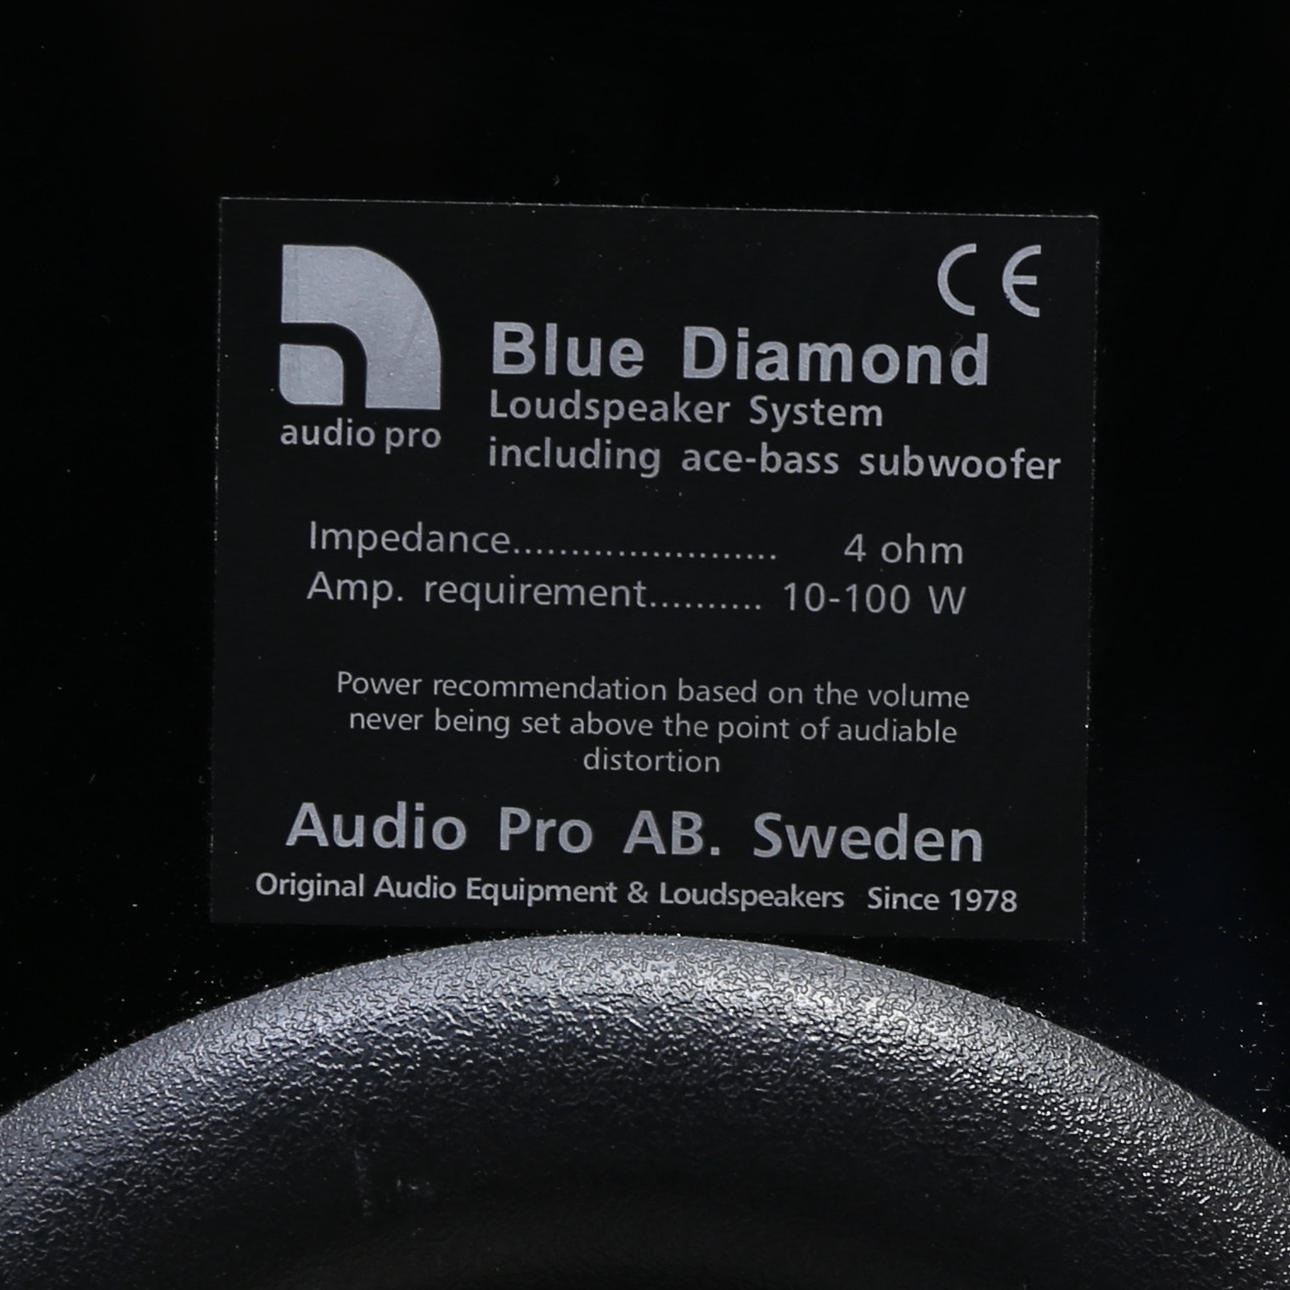 CE
Blue Diamond
Loudspeaker System
including ace-bass subwoofer
audio pro
Impedance...................... 4 ohm
Amp. requirement.......... 10-100 W
Power recommendation based on the volume
never being set above the point of audiable
distortion
Audio Pro AB. Sweden
Original Audio Equipment & Loudspeakers Since 1978